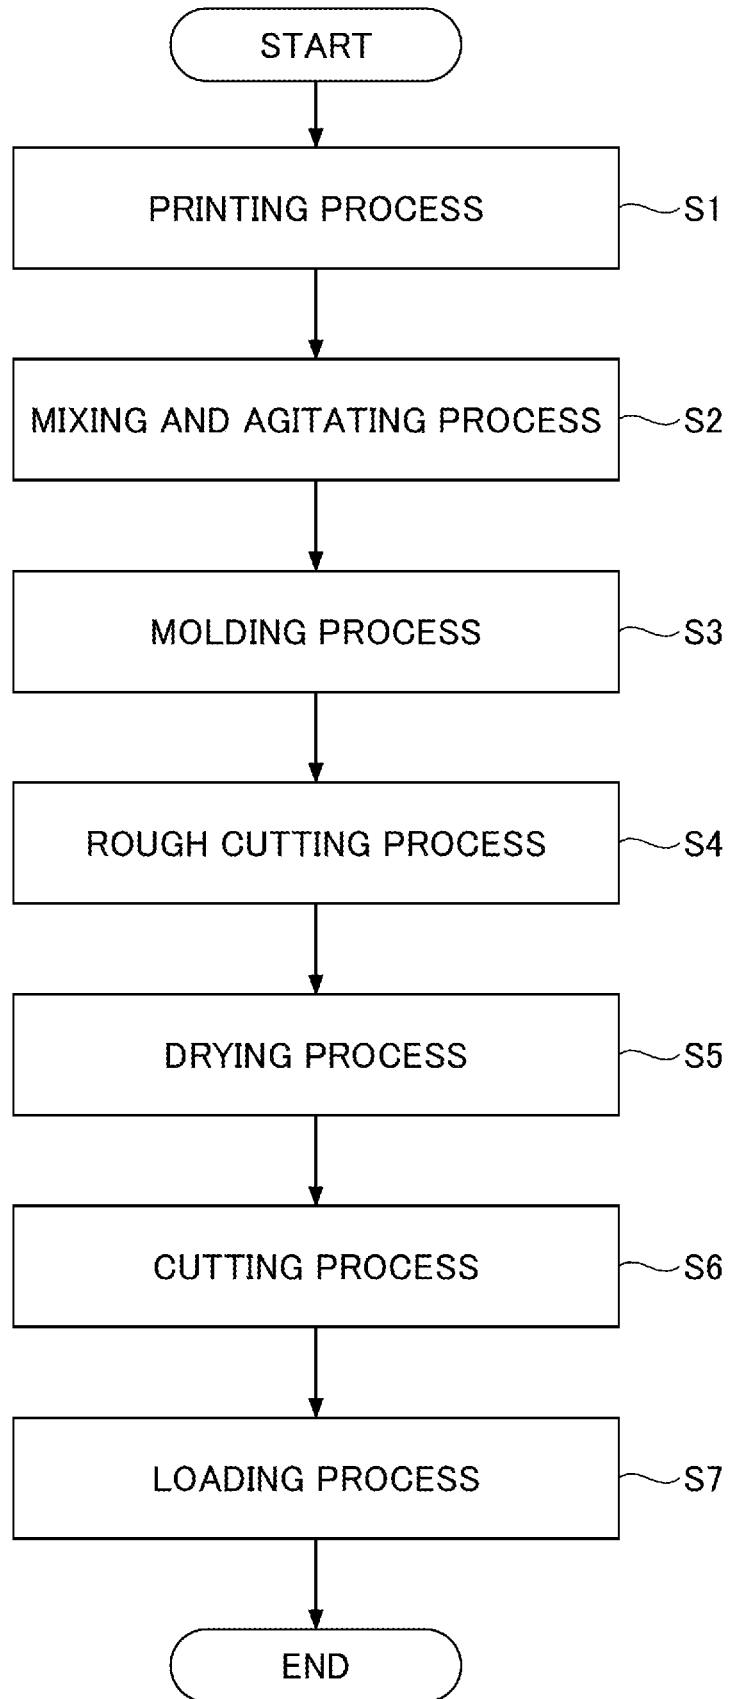 START
PRINTING PROCESS
S1
MIXING AND AGITATING PROCESS
S2
MOLDING PROCESS
S3
ROUGH CUTTING PROCESS
S4
DRYING PROCESS
S5
CUTTING PROCESS
S6
LOADING PROCESS
S7
END